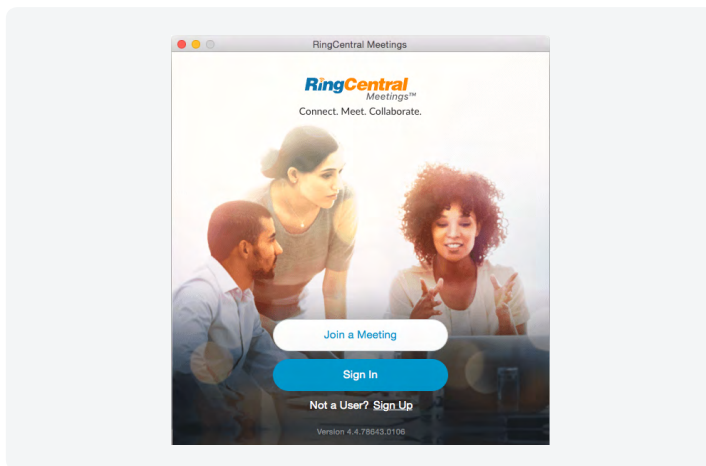 RingCentral Meetings
RingCentral
Meetings™
Connect. Meet. Collaborate.
Join a Meeting
Sign In
Not a User? Sign Up
Version 4.4.78643.0106